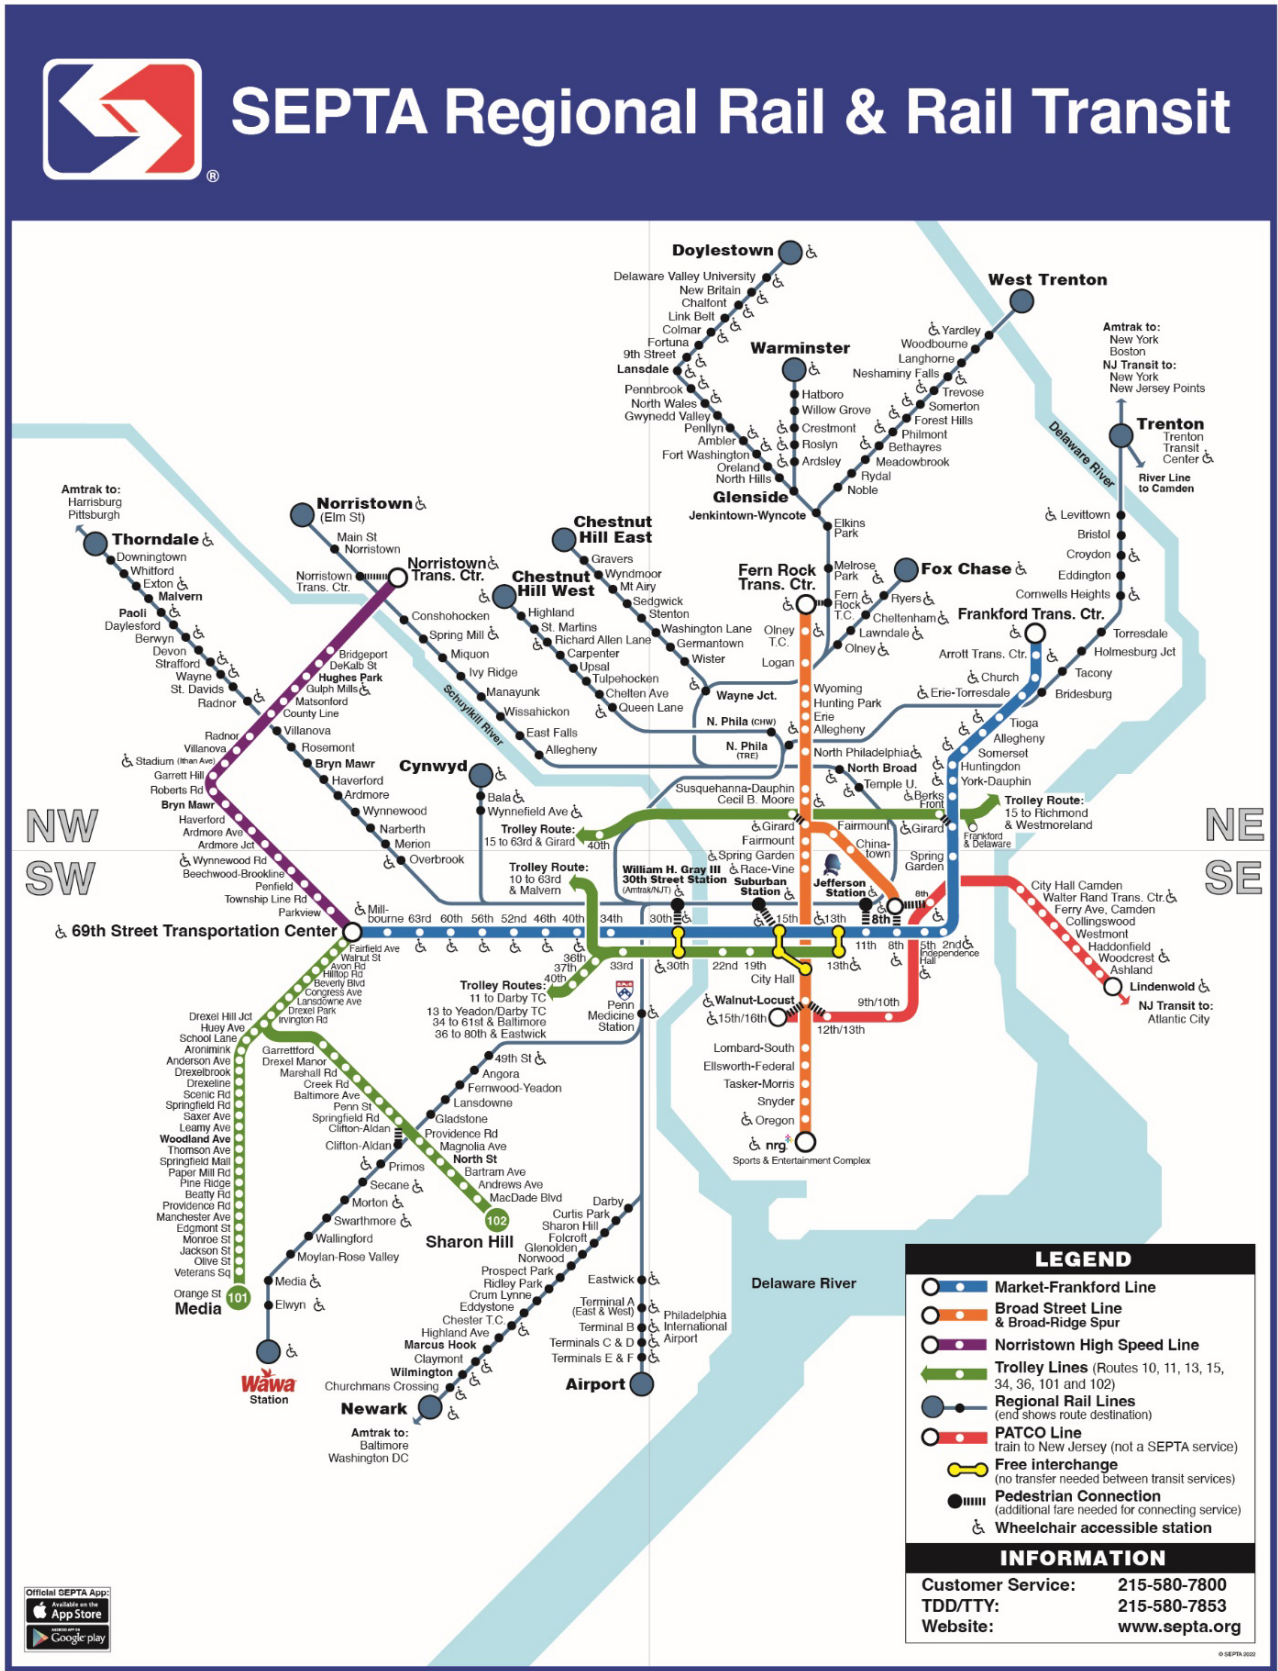 SEPTA Regional Rail & Rail Transit
®
Doylestown
Delaware Valley University
New Britain
Chalfont
Link Belt
Colmar
Fortuna
9th Street
Lansdale
Pennbrook
North Wales
Gwynedd Valley
Penllyn
Ambler
Fort Washington
Oreland
North Hills
Glenside
Jenkintown-Wyncote
Warminster
Hatboro
Willow Grove
Crestmont
Roslyn
Ardsley
West Trenton
Yardley
Woodbourne
Langhorne
Neshaminy Falls
Trevose
Somerton
Forest Hills
Philmont
Bethayres
Meadowbrook
Rydal
Noble
Elkins
Park
Melrose
Park
Fern
Rock
T.C.
Amtrak to:
New York
Boston
NJ Transit to:
New York
New Jersey Points
Trenton
Trenton
Transit
Center
River Line
to Camden
Delaware River
Levittown
Bristol
Croydon
Eddington
Cornwells Heights
Torresdale
Holmesburg Jct
Tacony
Bridesburg
Fox Chase
Ryers
Cheltenham
Lawndale
Olney
Frankford Trans. Ctr.
Arrott Trans. Ctr.
Church
Erie-Torresdale
Tioga
Allegheny
Somerset
Huntingdon
York-Dauphin
Berks
Front
Girard
Spring
Garden
2nd
5th
Independence
Hall
8th
11th
13th
15th
30th
34th
40th
46th
52nd
56th
60th
63rd
Mill-
bourne
69th Street Transportation Center
Amtrak to:
Harrisburg
Pittsburgh
Thorndale
Downingtown
Whitford
Exton
Malvern
Paoli
Daylesford
Berwyn
Devon
Strafford
Wayne
St. Davids
Radnor
Villanova
Rosemont
Bryn Mawr
Haverford
Ardmore
Wynnewood
Narberth
Merion
Overbrook
Norristown
(Elm St)
Main St
Norristown
Norristown
Trans. Ctr.
Conshohocken
Spring Mill
Miquon
Ivy Ridge
Manayunk
Wissahickon
East Falls
Allegheny
Schuylkill River
Norristown
Trans. Ctr.
Bridgeport
DeKalb St
Hughes Park
Gulph Mills
Matsonford
County Line
Radnor
Villanova
Stadium (Ithan Ave)
Garrett Hill
Roberts Rd
Bryn Mawr
Haverford
Ardmore Ave
Ardmore Jct
Wynnewood Rd
Beechwood-Brookline
Penfield
Township Line Rd
Parkview
Chestnut
Hill East
Gravers
Wyndmoor
Mt Airy
Sedgwick
Stenton
Washington Lane
Germantown
Wister
Wayne Jct.
Chestnut
Hill West
Highland
St. Martins
Richard Allen Lane
Carpenter
Upsal
Tulpehocken
Chelten Ave
Queen Lane
N. Phila (CHW)
N. Phila
(TRE)
North Broad
Temple U.
Cynwyd
Bala
Wynnefield Ave
Fern Rock
Trans. Ctr.
Olney
T.C.
Logan
Wyoming
Hunting Park
Erie
Allegheny
North Philadelphia
Susquehanna-Dauphin
Cecil B. Moore
Girard
Fairmount
Spring Garden
Race-Vine
Fairmount
China-
town
8th
City Hall
Walnut-Locust
Lombard-South
Ellsworth-Federal
Tasker-Morris
Snyder
Oregon
nrg
Sports & Entertainment Complex
NW
SW
NE
SE
Trolley Route:
15 to 63rd & Girard
40th
Trolley Route:
15 to Richmond
& Westmoreland
Frankford
& Delaware
Girard
Trolley Route:
10 to 63rd
& Malvern
William H. Gray III
30th Street Station
(Amtrak/NJT)
Suburban
Station
Jefferson
Station
36th
37th
40th
33rd
30th
22nd
19th
13th
Trolley Routes:
11 to Darby TC
13 to Yeadon/Darby TC
34 to 61st & Baltimore
36 to 80th & Eastwick
Penn
Medicine
Station
8th
9th/10th
12th/13th
15th/16th
City Hall Camden
Walter Rand Trans. Ctr.
Ferry Ave, Camden
Collingswood
Westmont
Haddonfield
Woodcrest
Ashland
Lindenwold
NJ Transit to:
Atlantic City
Fairfield Ave
Walnut St
Avon Rd
Hilltop Rd
Beverly Blvd
Congress Ave
Lansdowne Ave
Drexel Park
Irvington Rd
Drexel Hill Jct
Huey Ave
School Lane
Aronimink
Anderson Ave
Drexelbrook
Drexeline
Scenic Rd
Springfield Rd
Saxer Ave
Leamy Ave
Woodland Ave
Thomson Ave
Springfield Mall
Paper Mill Rd
Pine Ridge
Beatty Rd
Providence Rd
Manchester Ave
Edgmont St
Monroe St
Jackson St
Olive St
Veterans Sq
Orange St
Media
101
Garrettford
Drexel Manor
Marshall Rd
Creek Rd
Baltimore Ave
Penn St
Springfield Rd
Clifton-Aldan
Providence Rd
Magnolia Ave
North St
Bartram Ave
Andrews Ave
MacDade Blvd
102
Sharon Hill
49th St
Angora
Fernwood-Yeadon
Lansdowne
Gladstone
Clifton-Aldan
Primos
Secane
Morton
Swarthmore
Wallingford
Moylan-Rose Valley
Media
Elwyn
Wawa
Station
Darby
Curtis Park
Sharon Hill
Folcroft
Glenolden
Norwood
Prospect Park
Ridley Park
Crum Lynne
Eddystone
Chester T.C.
Highland Ave
Marcus Hook
Claymont
Wilmington
Churchmans Crossing
Newark
Amtrak to:
Baltimore
Washington DC
Eastwick
Terminal A
(East & West)
Terminal B
Terminals C & D
Terminals E & F
Philadelphia
International
Airport
Airport
Delaware River
LEGEND
Market-Frankford Line
Broad Street Line
& Broad-Ridge Spur
Norristown High Speed Line
Trolley Lines (Routes 10, 11, 13, 15,
34, 36, 101 and 102)
Regional Rail Lines
(end shows route destination)
PATCO Line
train to New Jersey (not a SEPTA service)
Free interchange
(no transfer needed between transit services)
Pedestrian Connection
(additional fare needed for connecting service)
Wheelchair accessible station
INFORMATION
Customer Service: 215-580-7800
TDD/TTY: 215-580-7853
Website: www.septa.org
© SEPTA 2022
Official SEPTA App:
Available on the
App Store
ANDROID APP ON
Google play